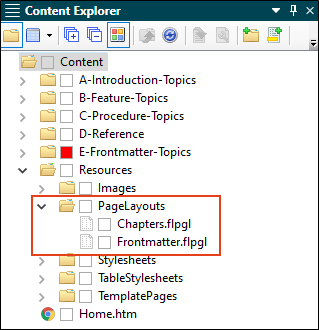 Content Explorer
Content
A-Introduction-Topics
B-Feature-Topics
C-Procedure-Topics
D-Reference
E-Frontmatter-Topics
Resources
Images
PageLayouts
Chapters.flpgl
Frontmatter.flpgl
Stylesheets
TableStylesheets
TemplatePages
Home.htm